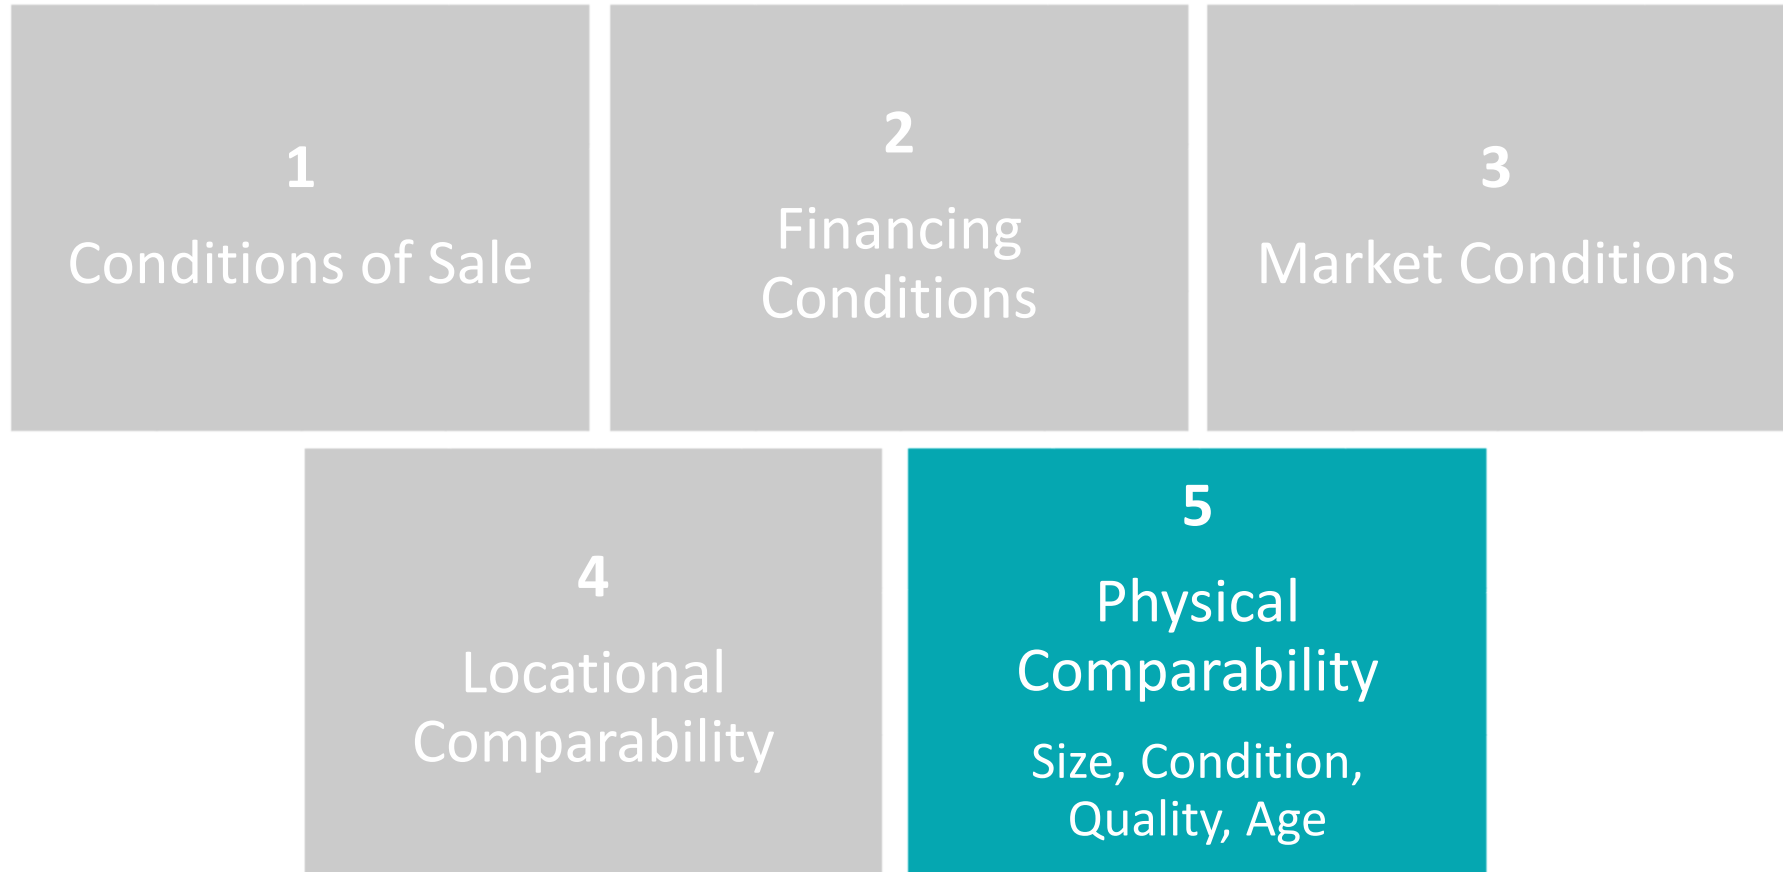 1
Conditions of Sale
2
Financing
Conditions
3
Market Conditions
4
Locational
Comparability
5
Physical
Comparability
Size, Condition,
Quality, Age